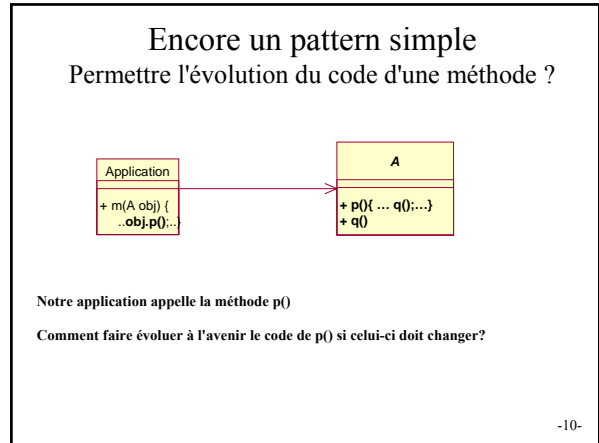 Encore un pattern simple
Permettre l'évolution du code d'une méthode ?
Application
+ m(A obj) {
..obj.p();..}
A
+ p(){ ... q();...}
+ q()
Notre application appelle la méthode p()
Comment faire évoluer à l'avenir le code de p() si celui-ci doit changer?
-10-